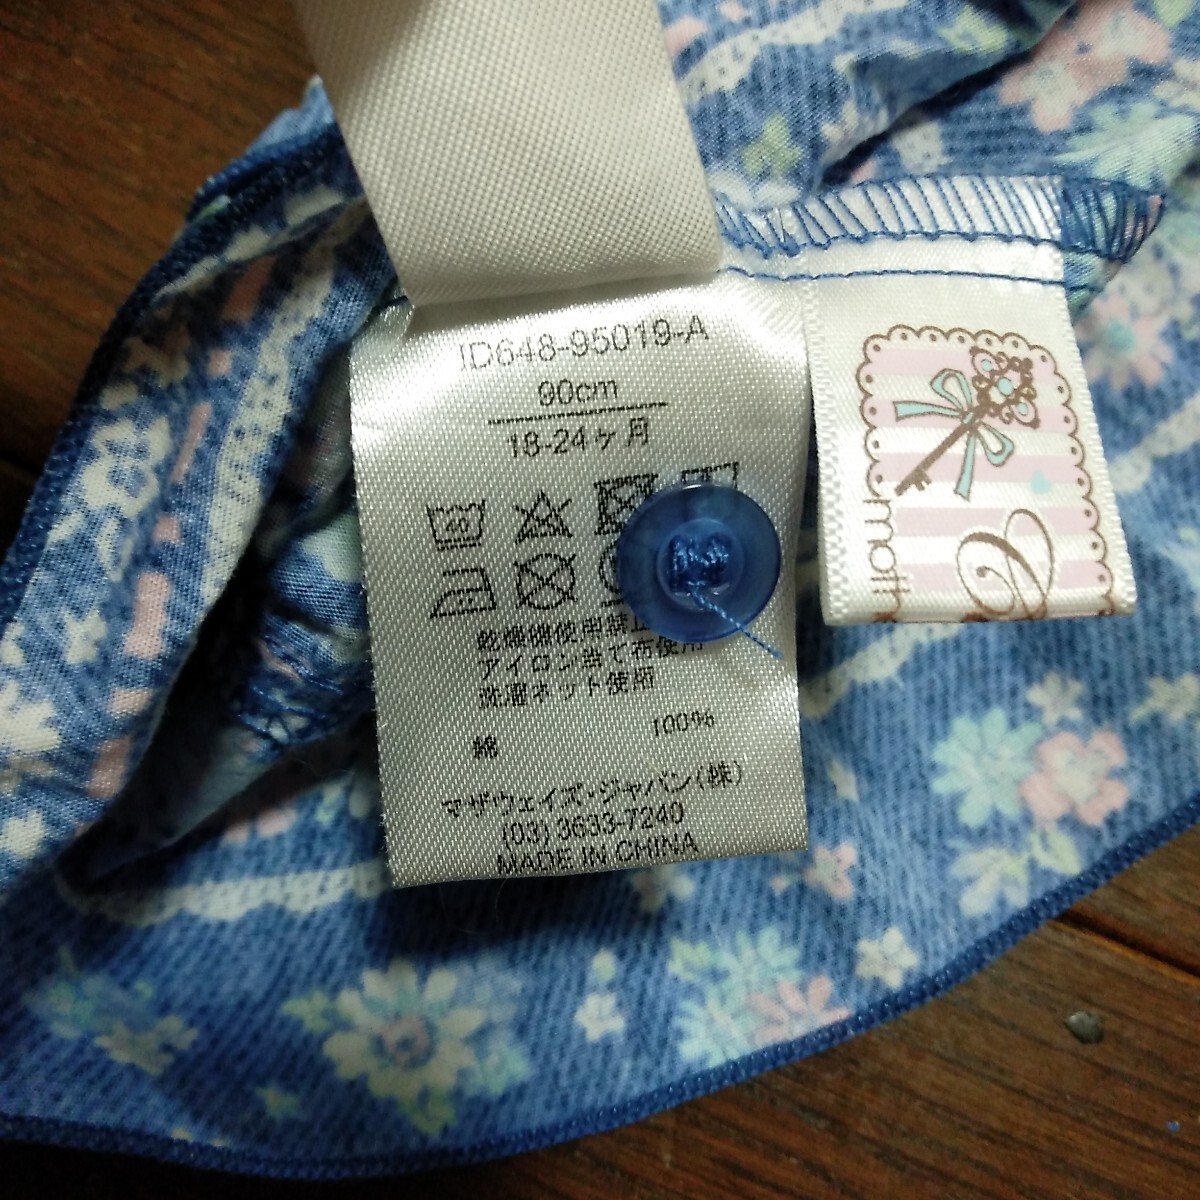 ID648-95019-A
90cm
18-24ヶ月
40
乾燥機使用禁止
アイロン当て布使用
洗濯ネット使用
綿 100%
マザウェイズ・ジャパン(株)
(03) 3633-7240
MADE IN CHINA
moth